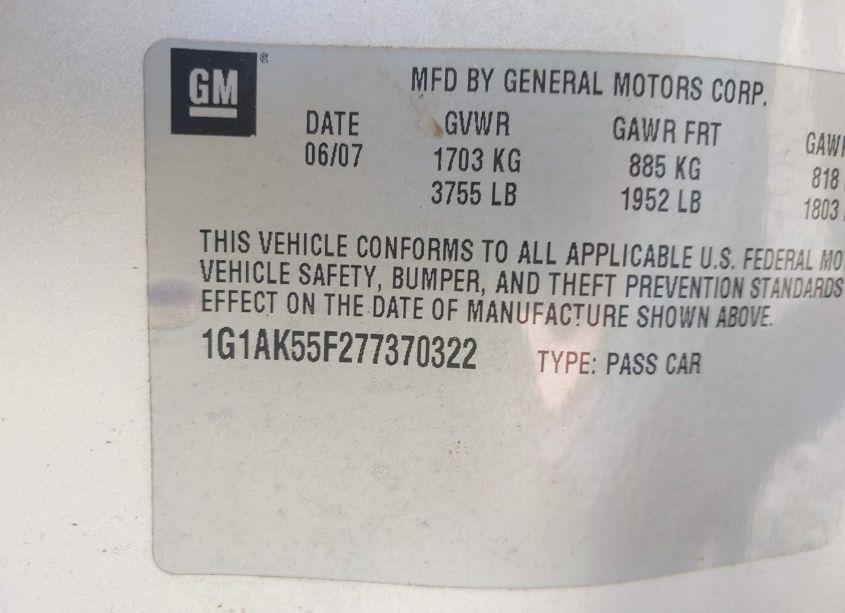 GM ®
MFD BY GENERAL MOTORS CORP.
DATE GVWR GAWR FRT
06/07 1703 KG 885 KG 818
3755 LB 1952 LB 1803
THIS VEHICLE CONFORMS TO ALL APPLICABLE U.S. FEDERAL
VEHICLE SAFETY, BUMPER, AND THEFT PREVENTION STANDARDS
EFFECT ON THE DATE OF MANUFACTURE SHOWN ABOVE.
1G1AK55F277370322 TYPE: PASS CAR